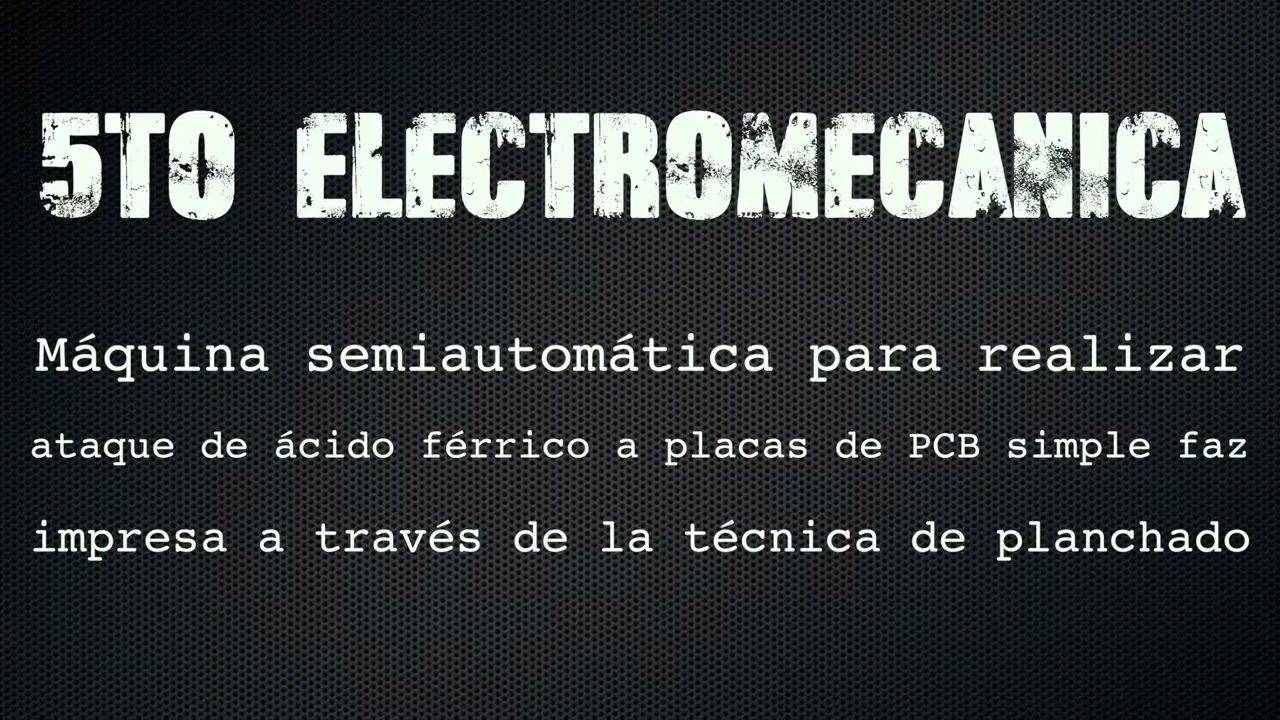 5TO ELECTROMECANICA
Máquina semiautomática para realizar
ataque de ácido férrico a placas de PCB simple faz
impresa a través de la técnica de planchado